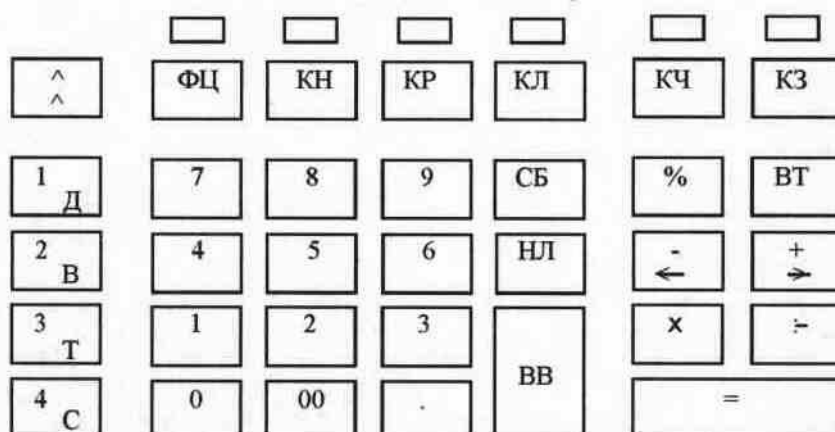 ^
^ ФЦ КН КР КЛ КЧ КЗ
1 Д 7 8 9 СБ % ВТ
2 В 4 5 6 НЛ - ← + →
3 Т 1 2 3 ВВ X :-
4 С 0 00 . =